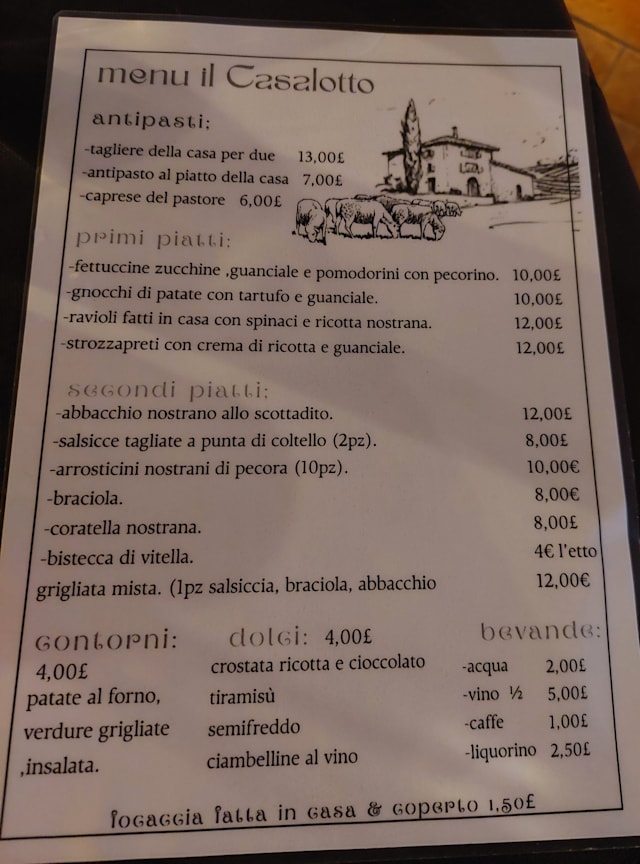 menu il Casalotto
antipasti:
-tagliere della casa per due 13,00£
-antipasto al piatto della casa 7,00£
-caprese del pastore 6,00£
primi piatti:
-fettuccine zucchine ,guanciale e pomodorini con pecorino. 10,00£
-gnocchi di patate con tartufo e guanciale. 10,00£
-ravioli fatti in casa con spinaci e ricotta nostrana. 12,00£
-strozzapreti con crema di ricotta e guanciale. 12,00£
secondi piatti:
-abbacchio nostrano allo scottadito. 12,00£
-salsicce tagliate a punta di coltello (2pz). 8,00£
-arrosticini nostrani di pecora (10pz). 10,00€
-braciola. 8,00€
-coratella nostrana. 8,00£
-bistecca di vitella. 4€ l'etto
grigliata mista. (1pz salsiccia, braciola, abbacchio 12,00€
contorni:
4,00£
patate al forno,
verdure grigliate
,insalata.
dolci: 4,00£
crostata ricotta e cioccolato
tiramisù
semifreddo
ciambelline al vino
bevande:
-acqua 2,00£
-vino ½ 5,00£
-caffe 1,00£
-liquorino 2,50£
focaccia fatta in casa & coperto 1,50£